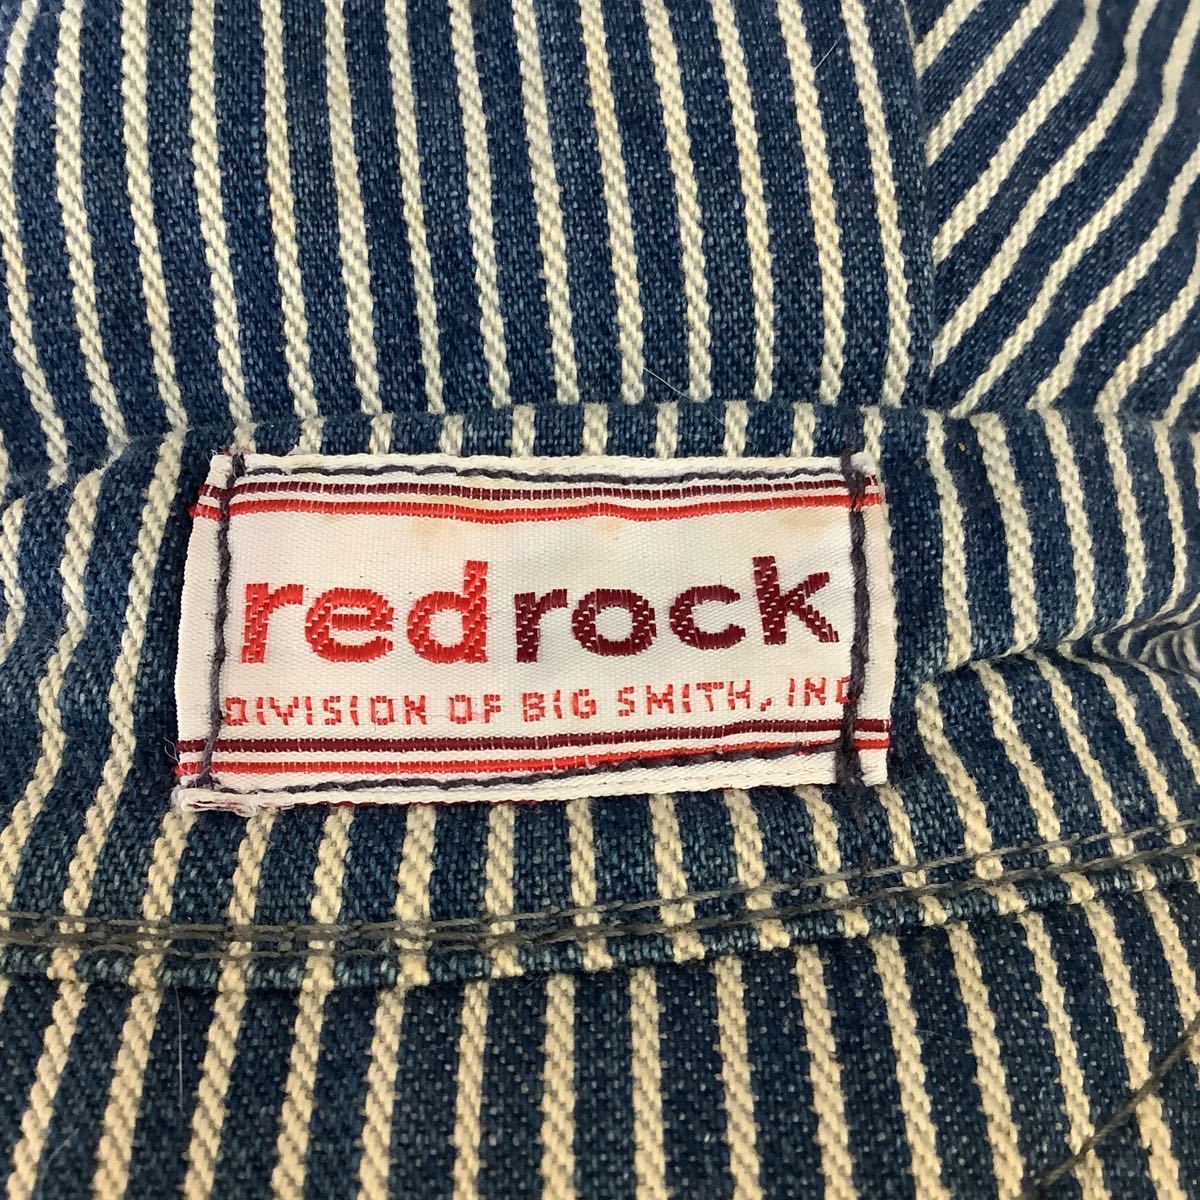 redrock
DIVISION OF BIG SMITH, INC